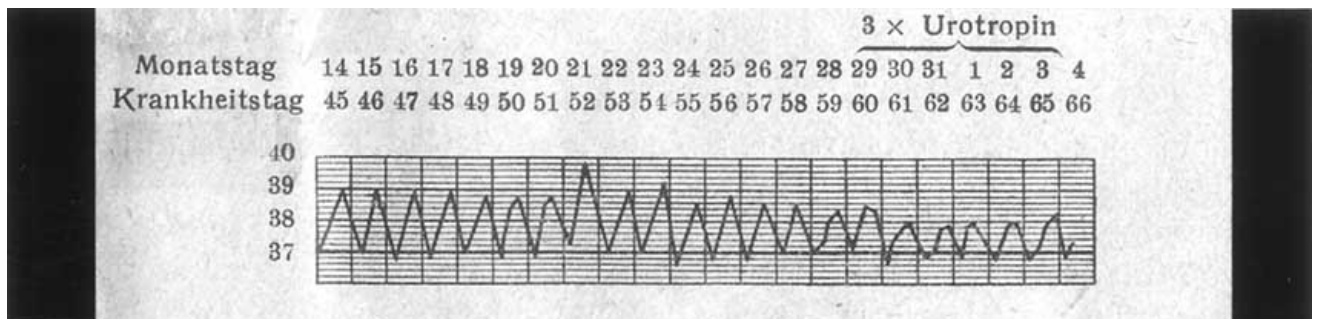 3 × Urotropin
Monatstag 14 15 16 17 18 19 20 21 22 23 24 25 26 27 28 29 30 31 1 2 3 4
Krankheitstag 45 46 47 48 49 50 51 52 53 54 55 56 57 58 59 60 61 62 63 64 65 66
40
39
38
37